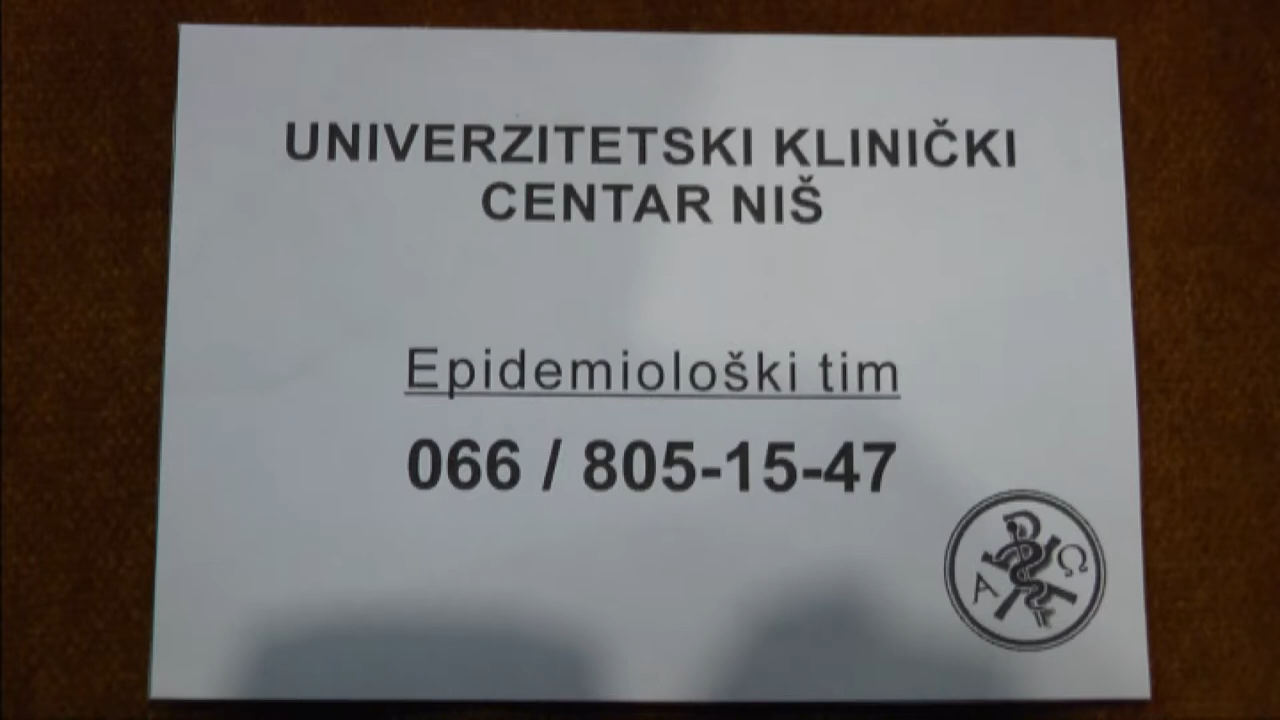 UNIVERZITETSKI KLINIČKI
CENTAR NIŠ
Epidemiološki tim
066 / 805-15-47
Α Ω